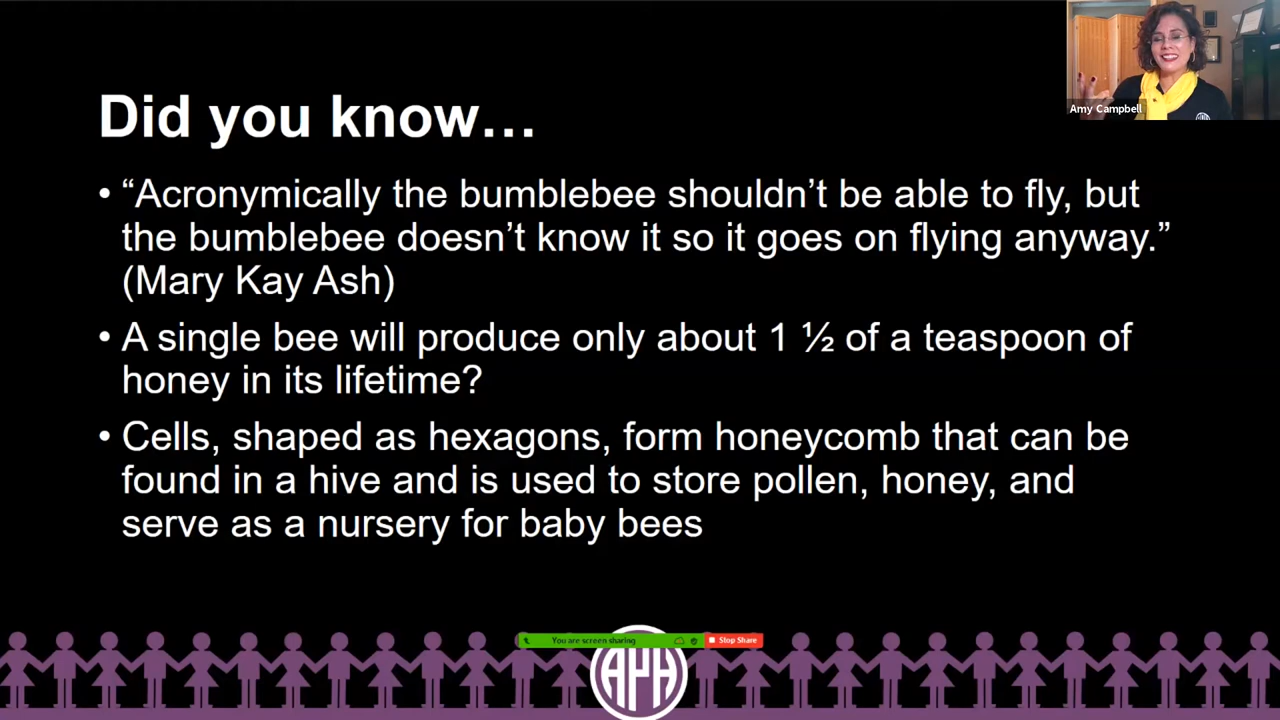 Amy Campbell
Did you know…
• “Acronymically the bumblebee shouldn’t be able to fly, but
the bumblebee doesn’t know it so it goes on flying anyway.”
(Mary Kay Ash)
• A single bee will produce only about 1 ½ of a teaspoon of
honey in its lifetime?
• Cells, shaped as hexagons, form honeycomb that can be
found in a hive and is used to store pollen, honey, and
serve as a nursery for baby bees
You are screen sharing
Stop Share
APH